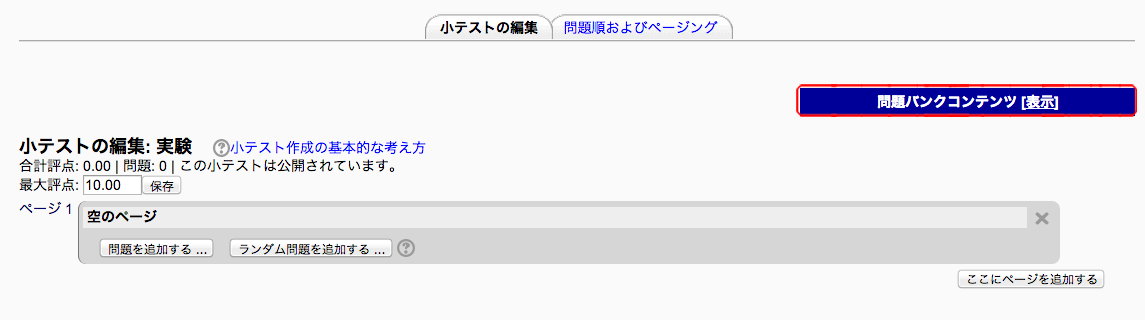 小テストの編集 問題順およびページング
問題バンクコンテンツ [表示]
小テストの編集: 実験 ?小テスト作成の基本的な考え方
合計評点: 0.00 | 問題: 0 | この小テストは公開されています。
最大評点: 10.00 保存
ページ 1 空のページ
問題を追加する ... ランダム問題を追加する ... ?
ここにページを追加する